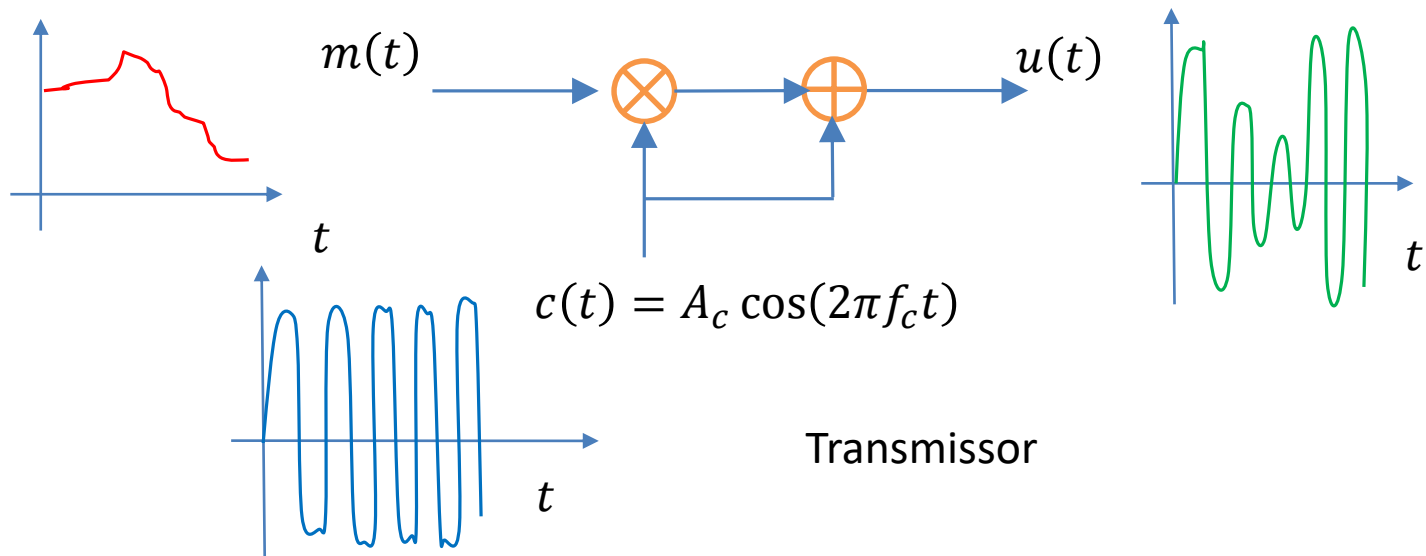 m(t)
u(t)
t
t
c(t) = A_c cos(2πf_c t)
Transmissor
t